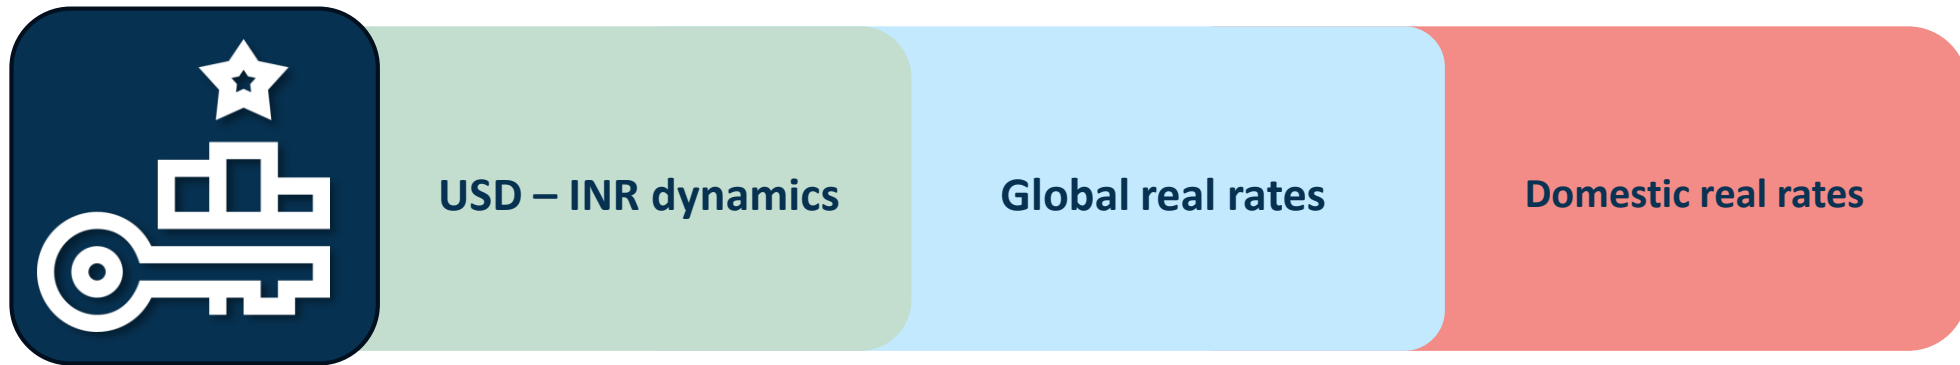 USD – INR dynamics
Global real rates
Domestic real rates